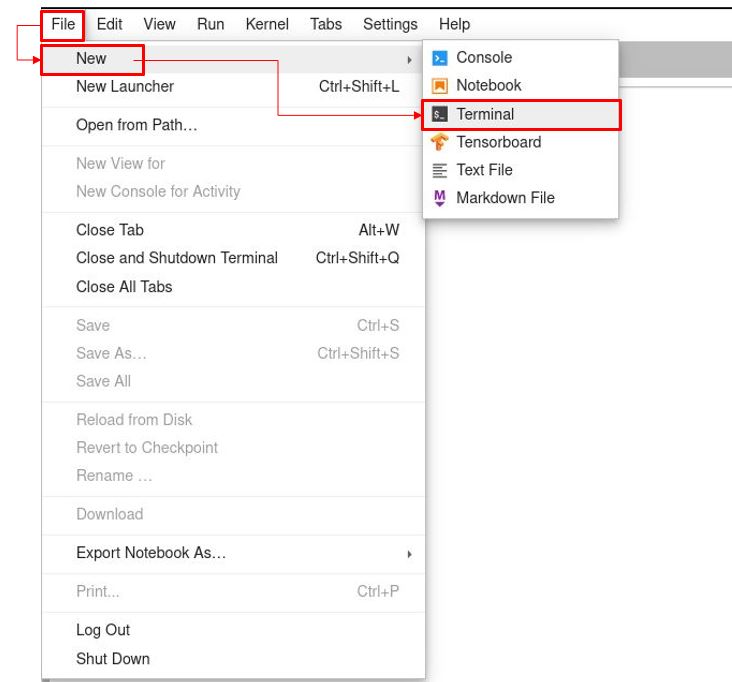 File Edit View Run Kernel Tabs Settings Help
New
New Launcher Ctrl+Shift+L
Open from Path…
New View for
New Console for Activity
Close Tab Alt+W
Close and Shutdown Terminal Ctrl+Shift+Q
Close All Tabs
Save Ctrl+S
Save As… Ctrl+Shift+S
Save All
Reload from Disk
Revert to Checkpoint
Rename …
Download
Export Notebook As…
Print... Ctrl+P
Log Out
Shut Down
Console
Notebook
$_ Terminal
Tensorboard
Text File
M Markdown File